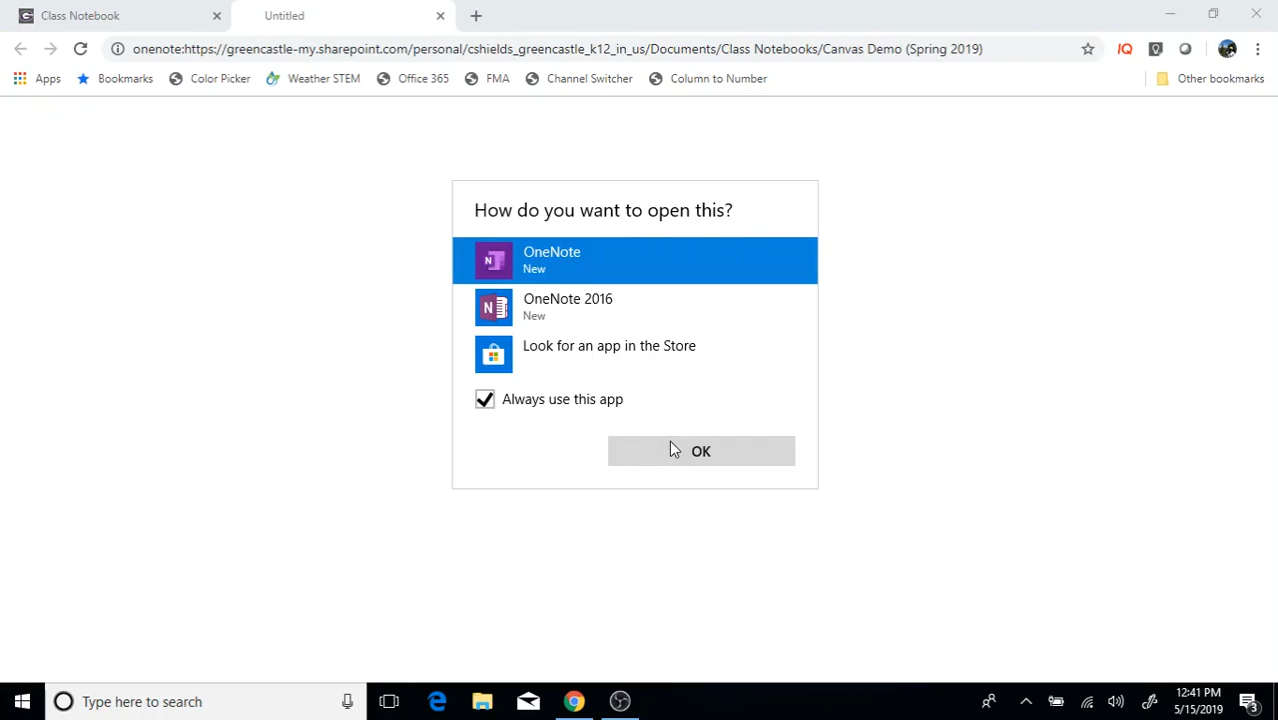 Class Notebook
Untitled
onenote:https://greencastle-my.sharepoint.com/personal/cshields_greencastle_k12_in_us/Documents/Class Notebooks/Canvas Demo (Spring 2019)
IQ
Apps
Bookmarks
Color Picker
Weather STEM
Office 365
FMA
Channel Switcher
Column to Number
Other bookmarks
How do you want to open this?
N
OneNote
New
N
OneNote 2016
New
Look for an app in the Store
Always use this app
OK
Type here to search
12:41 PM
5/15/2019
3